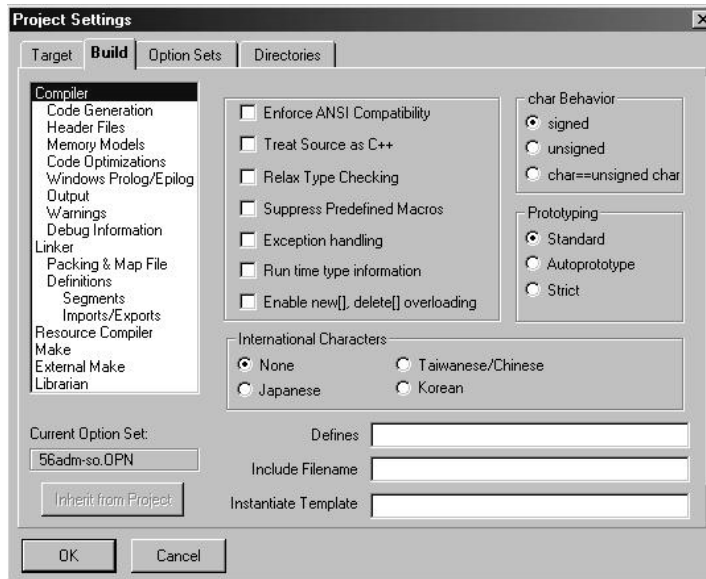 Project Settings
Target Build Option Sets Directories
Compiler
Code Generation
Header Files
Memory Models
Code Optimizations
Windows Prolog/Epilog
Output
Warnings
Debug Information
Linker
Packing & Map File
Definitions
Segments
Imports/Exports
Resource Compiler
Make
External Make
Librarian
Enforce ANSI Compatibility
Treat Source as C++
Relax Type Checking
Suppress Predefined Macros
Exception handling
Run time type information
Enable new[], delete[] overloading
char Behavior
signed
unsigned
char==unsigned char
Prototyping
Standard
Autoprototype
Strict
International Characters
None
Taiwanese/Chinese
Japanese
Korean
Current Option Set:
56adm-so.OPN
Inherit from Project
Defines
Include Filename
Instantiate Template
OK
Cancel